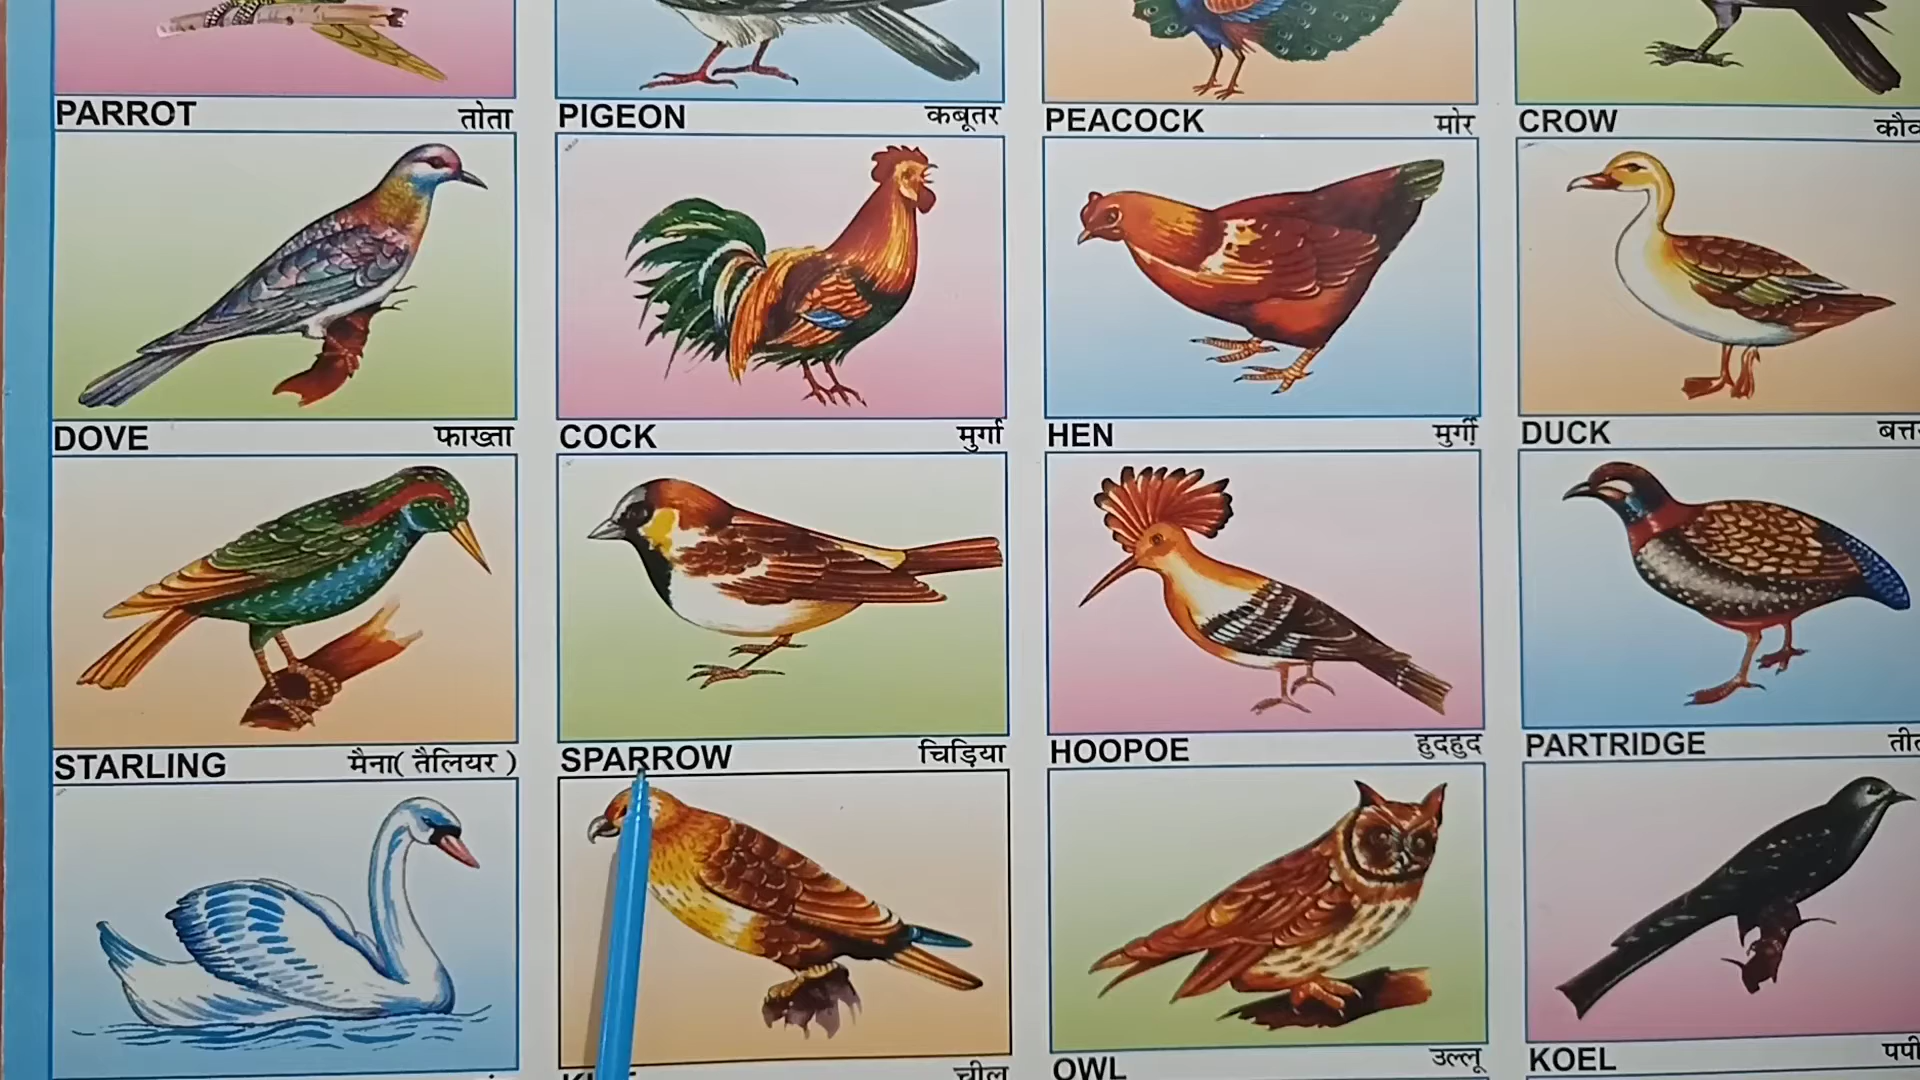 PARROT तोता PIGEON कबूतर PEACOCK मोर CROW
DOVE फाख्ता COCK मुर्गा HEN मुर्गी DUCK
STARLING मैना( तैलियर ) SPARROW चिड़िया HOOPOE हुदहुद PARTRIDGE
चील OWL उल्लू KOEL